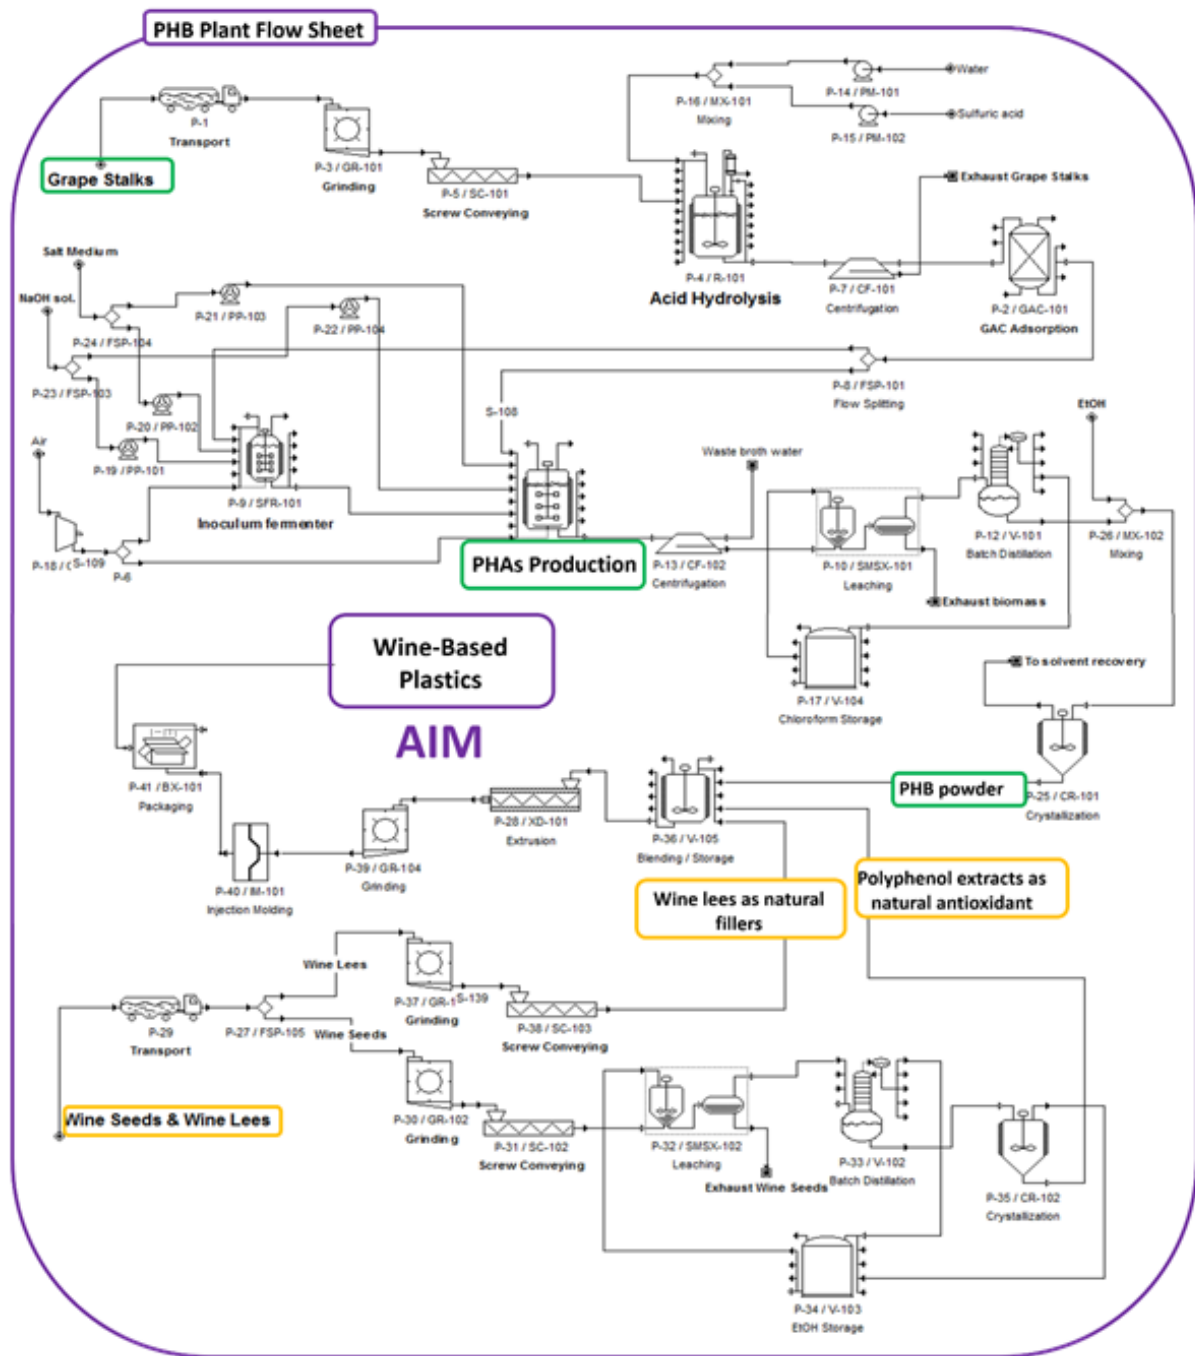 PHB Plant Flow Sheet
Water
P-14 / PM-101
P-16 / MX-101
Mixing
Sulfuric acid
P-15 / PM-102
P-1
Transport
Grape Stalks
P-3 / GR-101
Grinding
P-5 / SC-101
Screw Conveying
Exhaust Grape Stalks
P-4 / R-101
Acid Hydrolysis
P-7 / CF-101
Centrifugation
P-2 / GAC-101
GAC Adsorption
Salt Medium
NaOH sol.
P-21 / PP-103
P-22 / PP-104
P-24 / FSP-104
P-23 / FSP-103
P-8 / FSP-101
Flow Splitting
P-20 / PP-102
S-108
EtOH
Air
P-19 / PP-101
P-9 / SFR-101
Inoculum fermenter
Waste broth water
P-18 /
S-109
P-6
PHAs Production
P-13 / CF-102
Centrifugation
P-10 / SMSX-101
Leaching
P-12 / V-101
Batch Distillation
P-26 / MX-102
Mixing
Exhaust biomass
Wine-Based
Plastics
AIM
P-17 / V-104
Chloroform Storage
To solvent recovery
P-41 / BX-101
Packaging
P-28 / XD-101
Extrusion
P-36 / V-105
Blending / Storage
PHB powder
P-25 / CR-101
Crystallization
P-39 / GR-104
Grinding
P-40 / IM-101
Injection Molding
Wine lees as natural
fillers
Polyphenol extracts as
natural antioxidant
Wine Lees
P-37 / GR-1
S-139
Grinding
P-38 / SC-103
Screw Conveying
P-29
Transport
P-27 / FSP-105
Wine Seeds
Wine Seeds & Wine Lees
P-30 / GR-102
Grinding
P-31 / SC-102
Screw Conveying
P-32 / SMSX-102
Leaching
Exhaust Wine Seeds
P-33 / V-102
Batch Distillation
P-35 / CR-102
Crystallization
P-34 / V-103
EtOH Storage